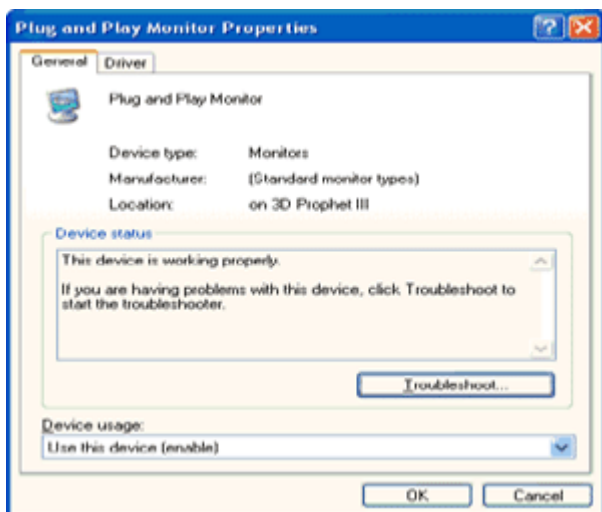 Plug and Play Monitor Properties
General Driver
Plug and Play Monitor
Device type: Monitors
Manufacturer: (Standard monitor types)
Location: on 3D Prophet III
Device status
This device is working properly.
If you are having problems with this device, click Troubleshoot to
start the troubleshooter.
Troubleshoot...
Device usage:
Use this device (enable)
OK Cancel